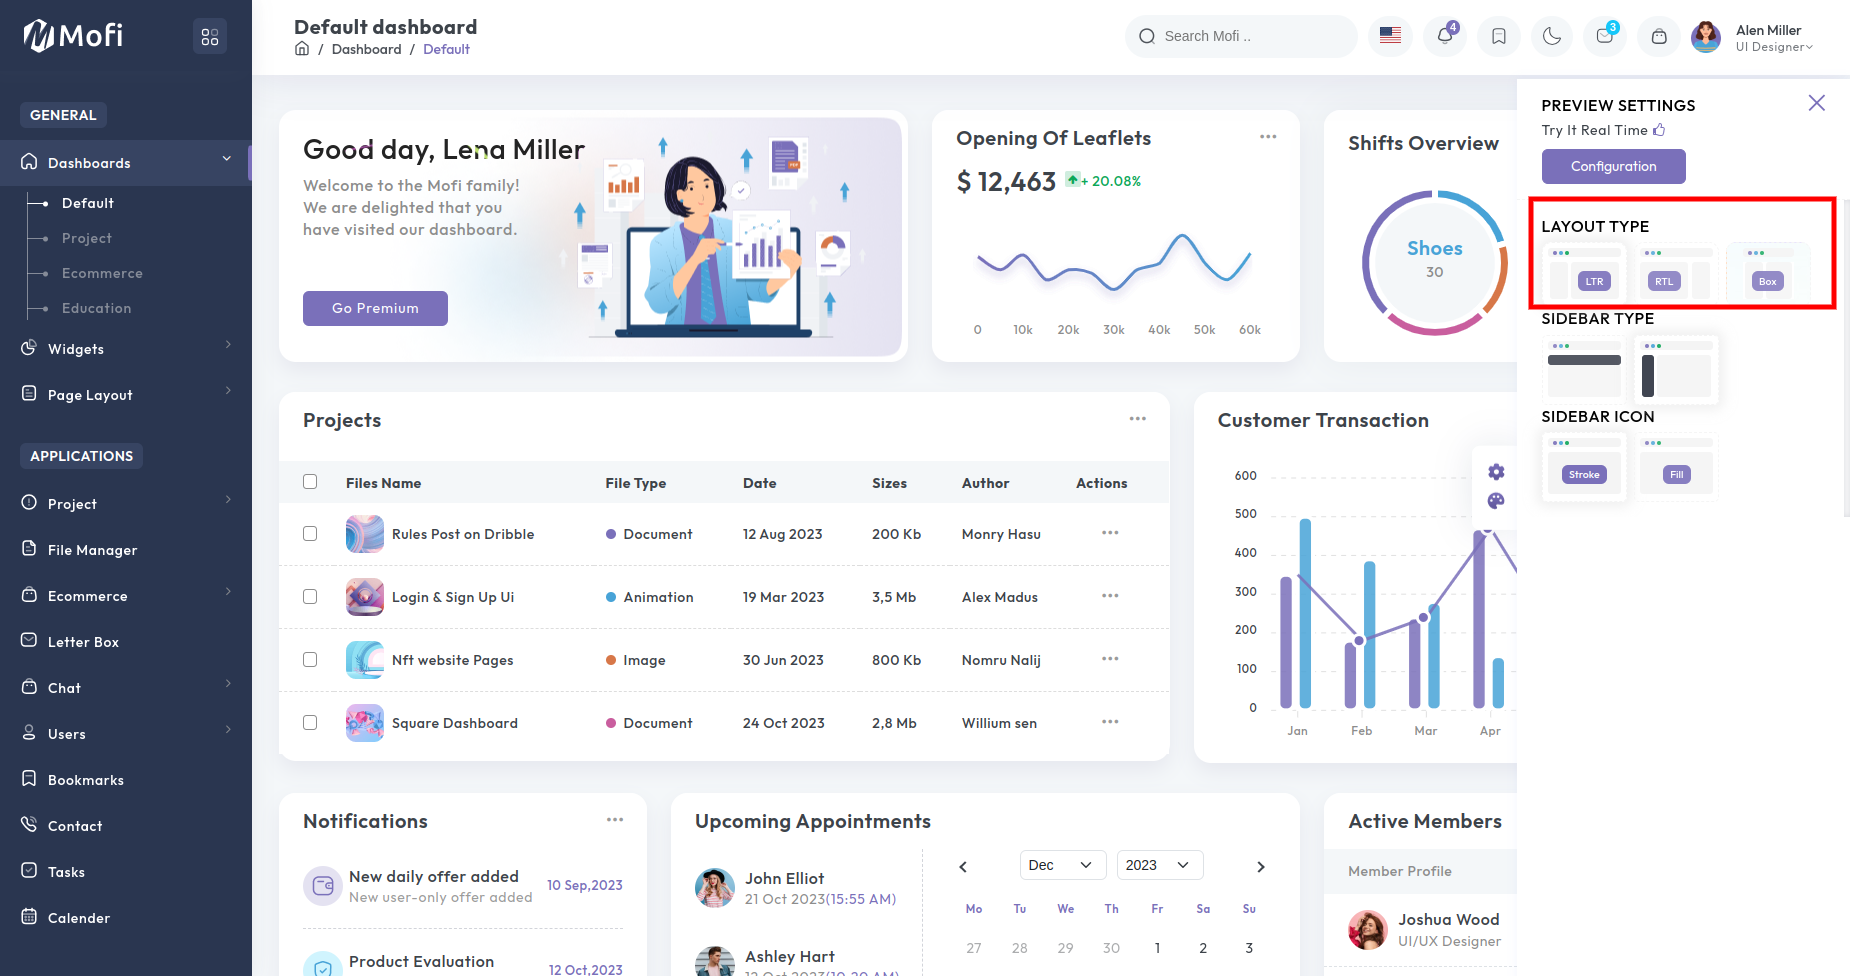 Mofi
GENERAL
Dashboards
Default
Project
Ecommerce
Education
Widgets
Page Layout
APPLICATIONS
Project
File Manager
Ecommerce
Letter Box
Chat
Users
Bookmarks
Contact
Tasks
Calender
Default dashboard
/ Dashboard / Default
Search Mofi ..
4
3
Alen Miller
UI Designer
Good day, Lena Miller
Welcome to the Mofi family!
We are delighted that you
have visited our dashboard.
Go Premium
PDF
Opening Of Leaflets
$ 12,463 + 20.08%
0 10k 20k 30k 40k 50k 60k
Shifts Overview
Shoes
30
Projects
Files Name File Type Date Sizes Author Actions
Rules Post on Dribble Document 12 Aug 2023 200 Kb Monry Hasu
Login & Sign Up Ui Animation 19 Mar 2023 3,5 Mb Alex Madus
Nft website Pages Image 30 Jun 2023 800 Kb Nomru Nalij
Square Dashboard Document 24 Oct 2023 2,8 Mb Willium sen
Customer Transaction
600
500
400
300
200
100
0
Jan Feb Mar Apr
Notifications
New daily offer added
New user-only offer added
10 Sep,2023
Product Evaluation
12 Oct,2023
Upcoming Appointments
John Elliot
21 Oct 2023(15:55 AM)
Ashley Hart
12 Oct 2023(10:20 AM)
Dec 2023
Mo Tu We Th Fr Sa Su
27 28 29 30 1 2 3
Active Members
Member Profile
Joshua Wood
UI/UX Designer
PREVIEW SETTINGS
Try It Real Time
Configuration
LAYOUT TYPE
LTR RTL Box
SIDEBAR TYPE
SIDEBAR ICON
Stroke Fill